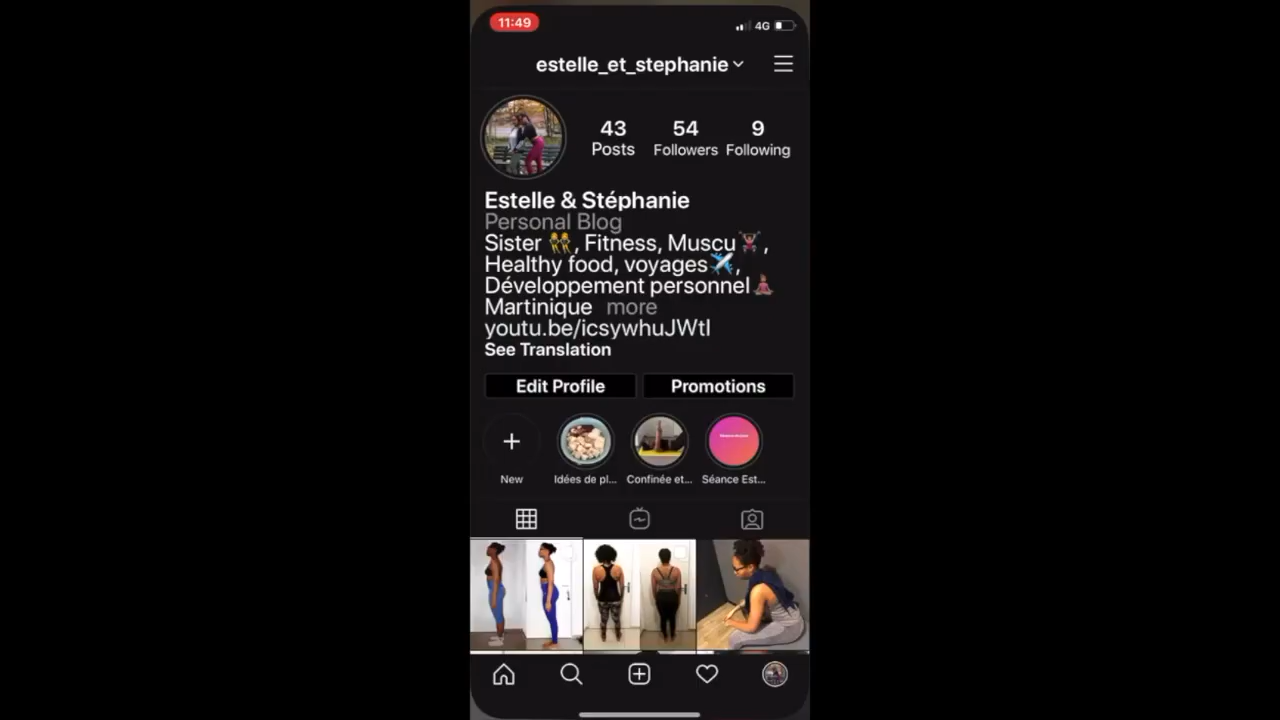 11:49
4G
estelle_et_stephanie
43 54 9
Posts Followers Following
Estelle & Stéphanie
Personal Blog
Sister 👯, Fitness, Muscu🏋🏾‍♀️,
Healthy food, voyages✈️,
Développement personnel🧘🏽‍♀️
Martinique more
youtu.be/icsywhuJWtI
See Translation
Edit Profile Promotions
New Idées de pl... Confinée et... Séance Est...